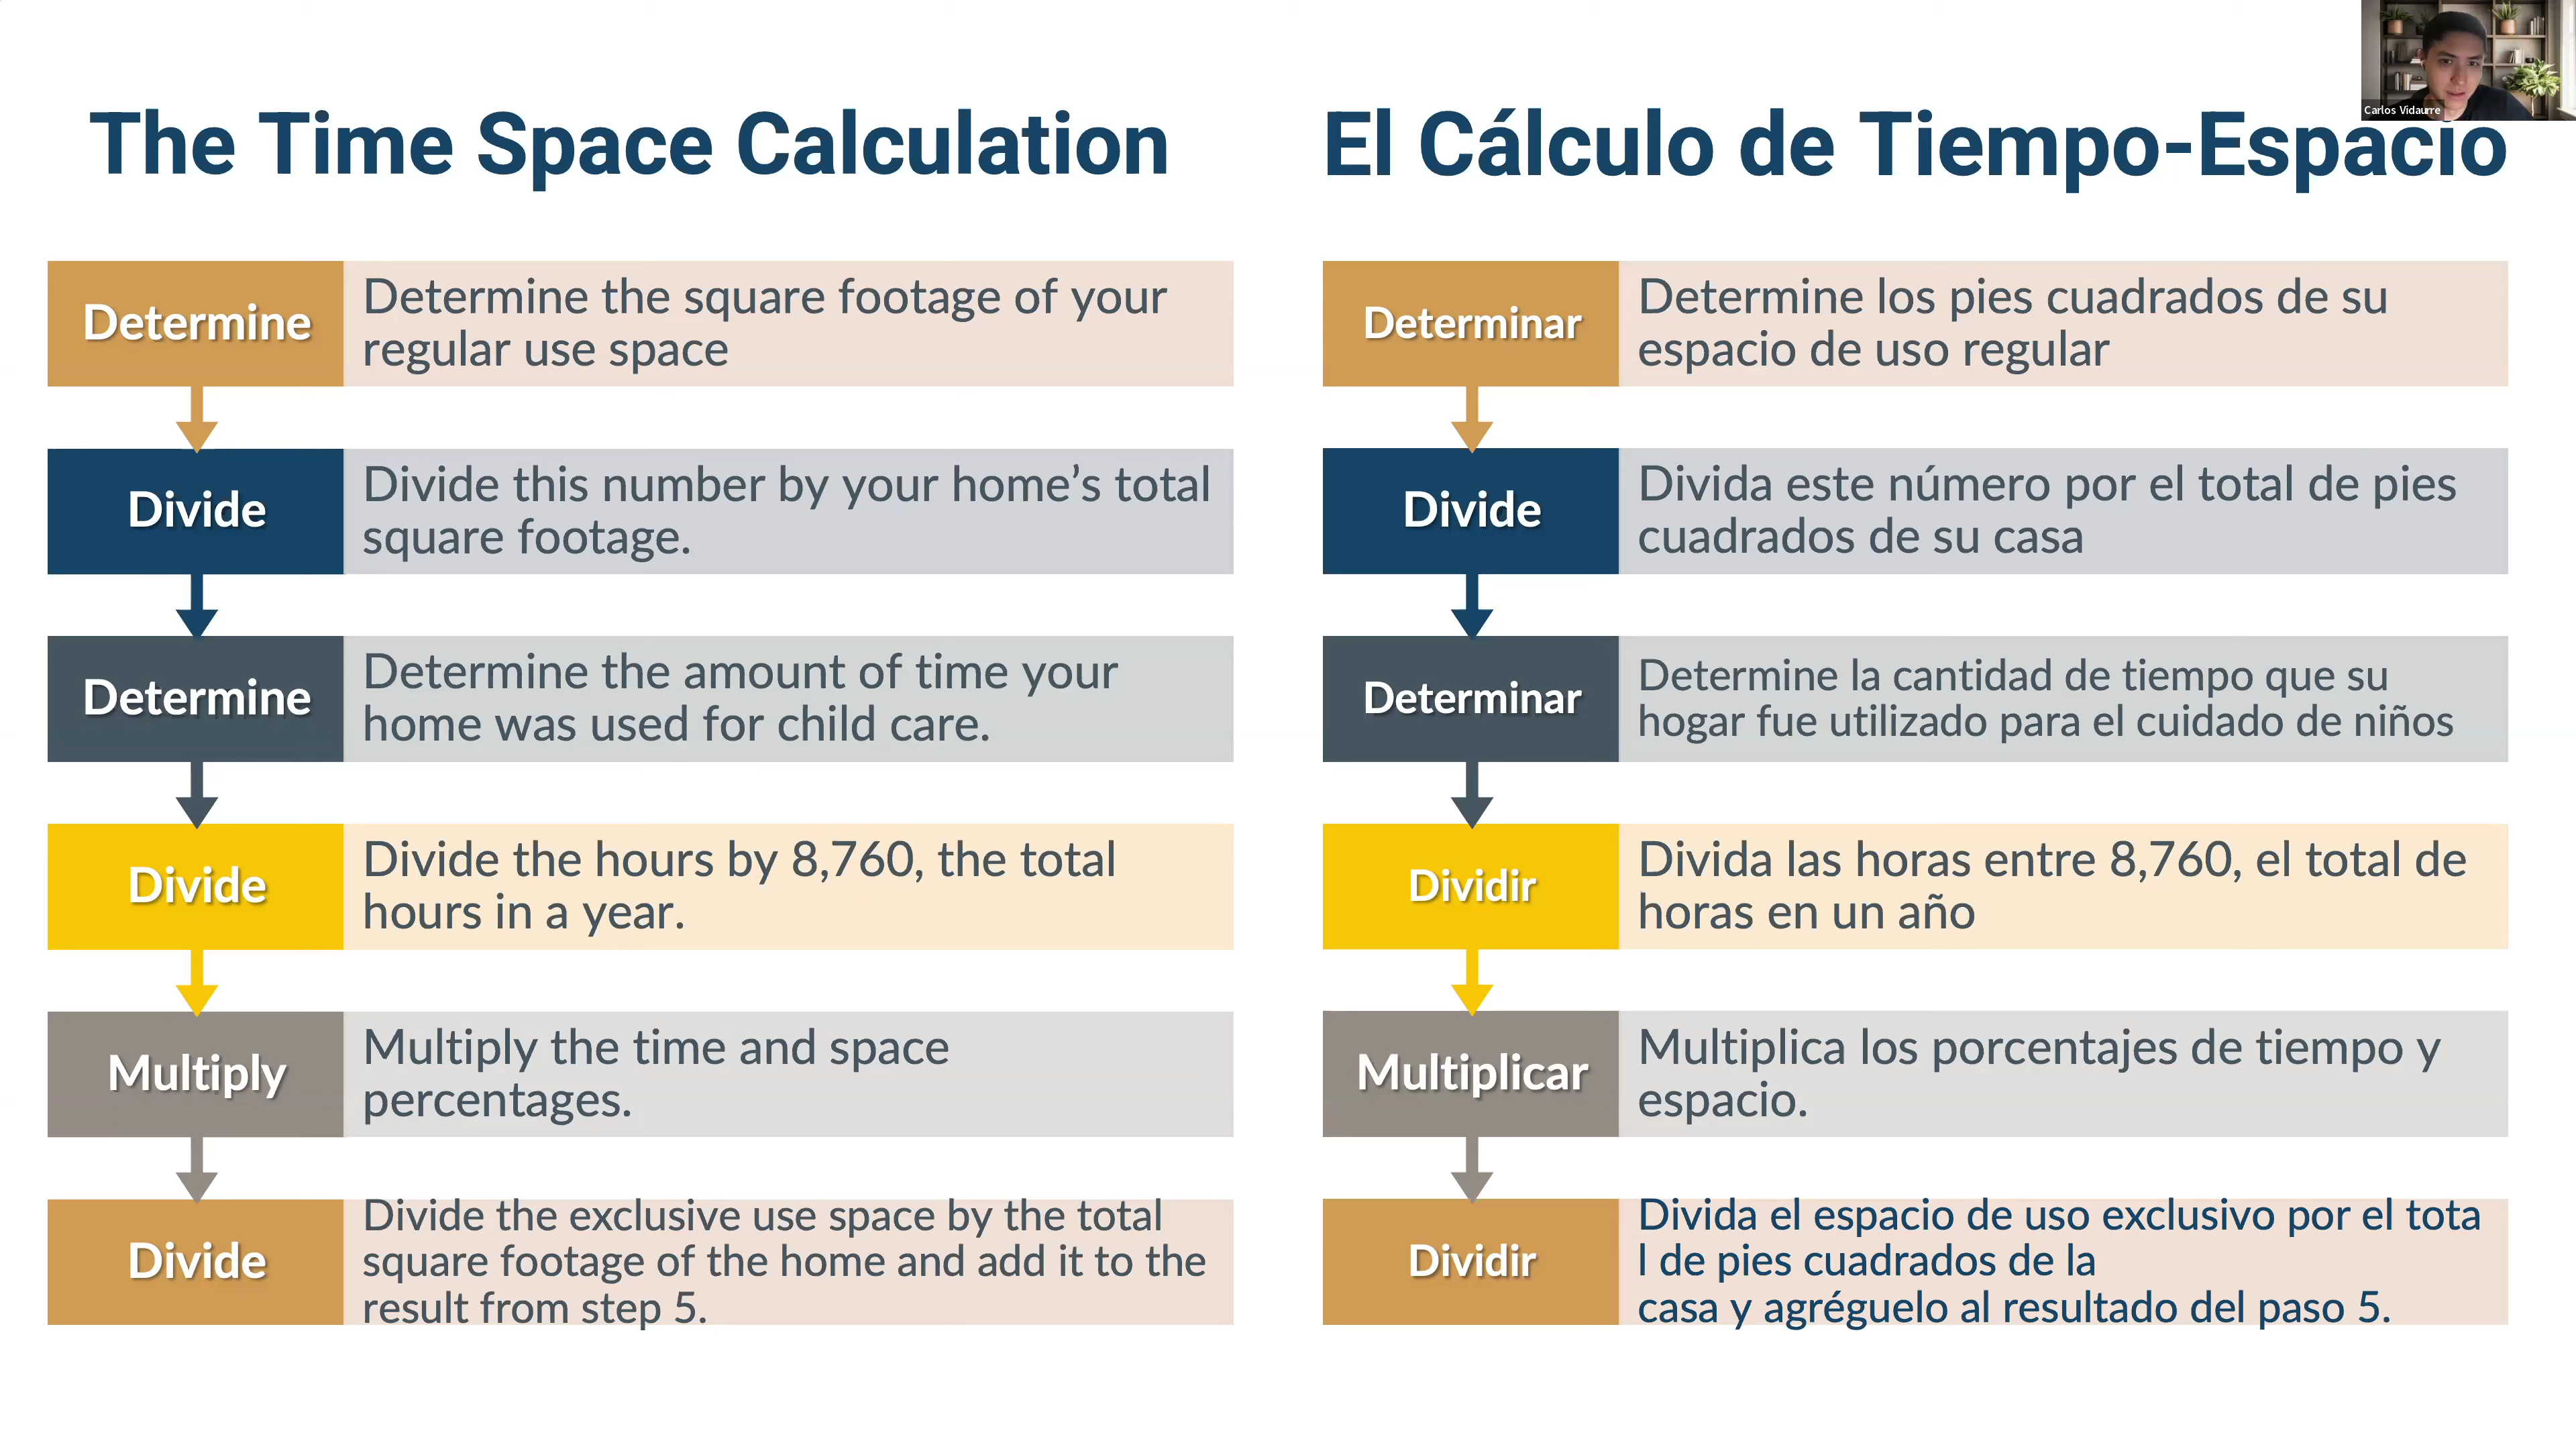 Carlos Vidaurre
The Time Space Calculation
Determine
Determine the square footage of your
regular use space
Divide
Divide this number by your home’s total
square footage.
Determine
Determine the amount of time your
home was used for child care.
Divide
Divide the hours by 8,760, the total
hours in a year.
Multiply
Multiply the time and space
percentages.
Divide
Divide the exclusive use space by the total
square footage of the home and add it to the
result from step 5.
El Cálculo de Tiempo-Espacio
Determinar
Determine los pies cuadrados de su
espacio de uso regular
Divide
Divida este número por el total de pies
cuadrados de su casa
Determinar
Determine la cantidad de tiempo que su
hogar fue utilizado para el cuidado de niños
Dividir
Divida las horas entre 8,760, el total de
horas en un año
Multiplicar
Multiplica los porcentajes de tiempo y
espacio.
Dividir
Divida el espacio de uso exclusivo por el tota
l de pies cuadrados de la
casa y agréguelo al resultado del paso 5.